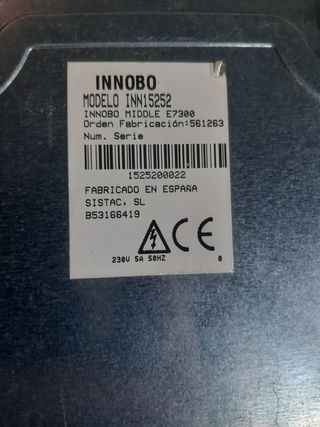 INNOBO
MODELO INN15252
INNOBO MIDDLE E7300
Orden Fabricación:561263
Num. Serie
1525200022
FABRICADO EN ESPAÑA
SISTAC, SL
B53166419
CE
230V 5A 50HZ 0